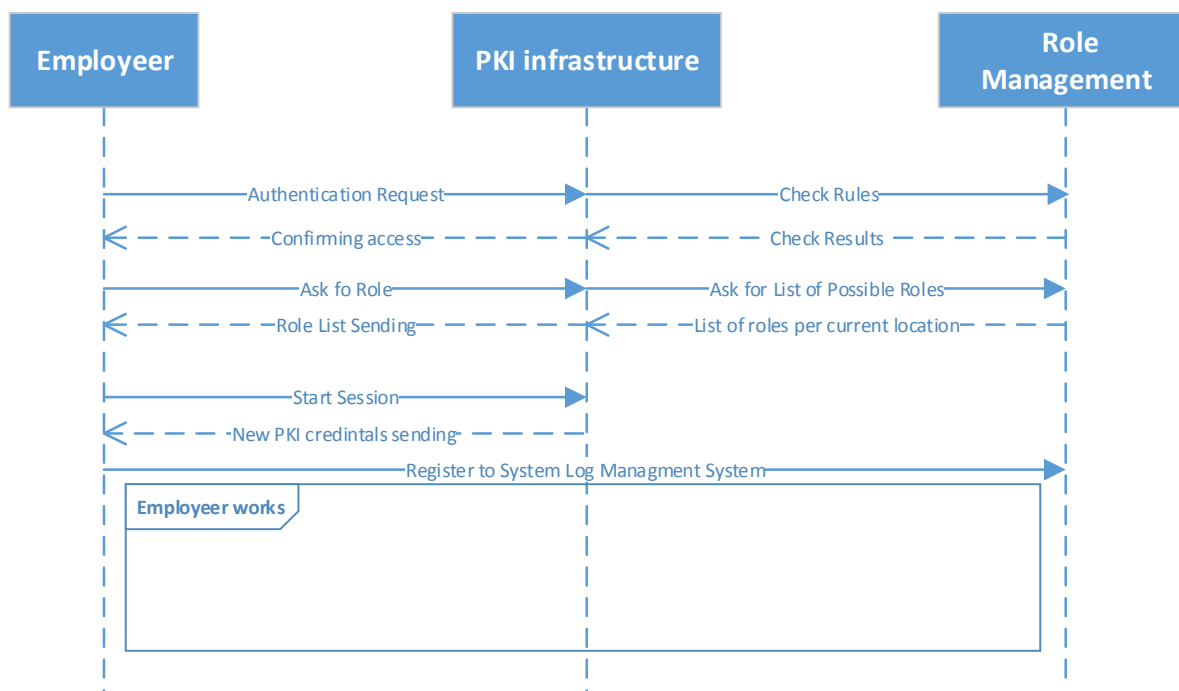 Employeer
PKI infrastructure
Role
Management
Authentication Request
Check Rules
Confirming access
Check Results
Ask fo Role
Ask for List of Possible Roles
Role List Sending
List of roles per current location
Start Session
New PKI credintals sending
Register to System Log Managment System
Employeer works